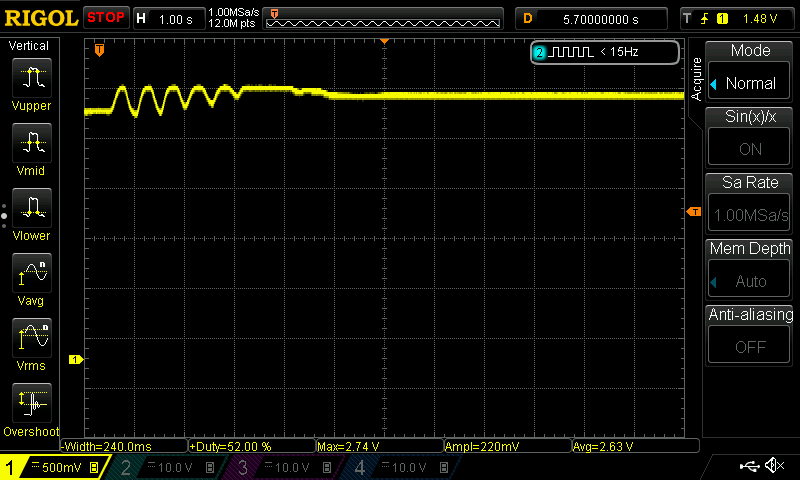 RIGOL STOP H 1.00 s 1.00MSa/s 12.0M pts T D 5.70000000 s T 1 1.48 V
Vertical
Vupper
Vmid
Vlower
n
Vavg
n
Vrms
Overshoot
T
2 < 15Hz
1
T
Acquire
Mode
Normal
Sin(x)/x
ON
Sa Rate
1.00MSa/s
Mem Depth
Auto
Anti-aliasing
OFF
-Width=240.0ms +Duty=52.00 % Max=2.74 V Ampl=220mV Avg=2.63 V
1 500mV B 2 10.0 V B 3 10.0 V B 4 10.0 V B